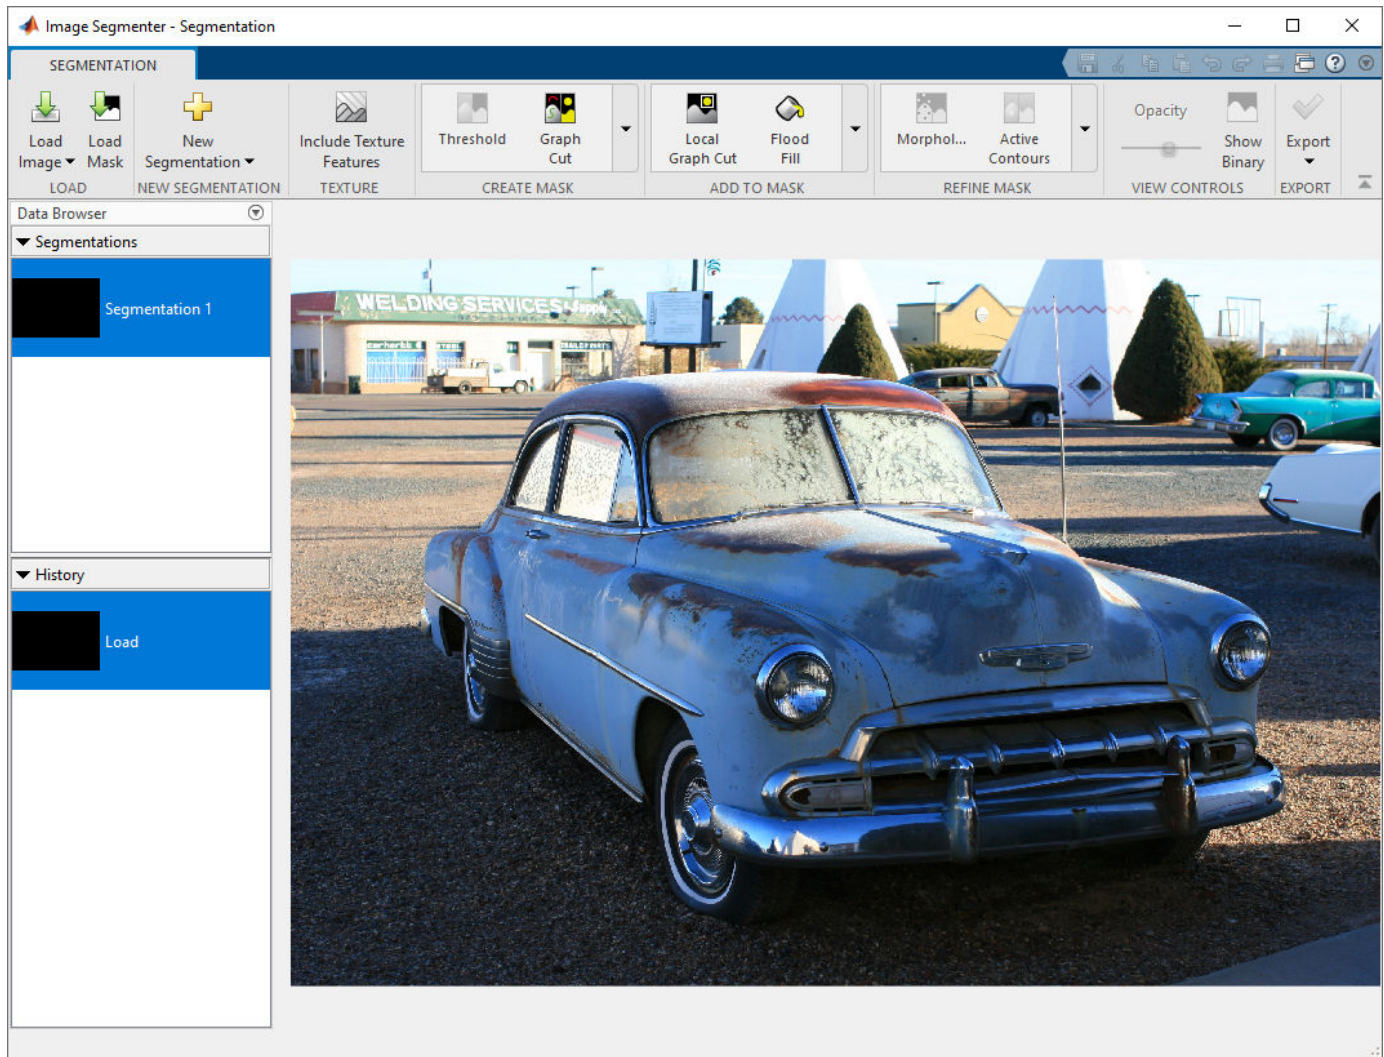 Image Segmenter - Segmentation
SEGMENTATION
Load Image
Load Mask
New Segmentation
Include Texture Features
Threshold
Graph Cut
Local Graph Cut
Flood Fill
Morphol...
Active Contours
Opacity
Show Binary
Export
LOAD
NEW SEGMENTATION
TEXTURE
CREATE MASK
ADD TO MASK
REFINE MASK
VIEW CONTROLS
EXPORT
Data Browser
Segmentations
Segmentation 1
History
Load
WELDING SERVICES & Supply